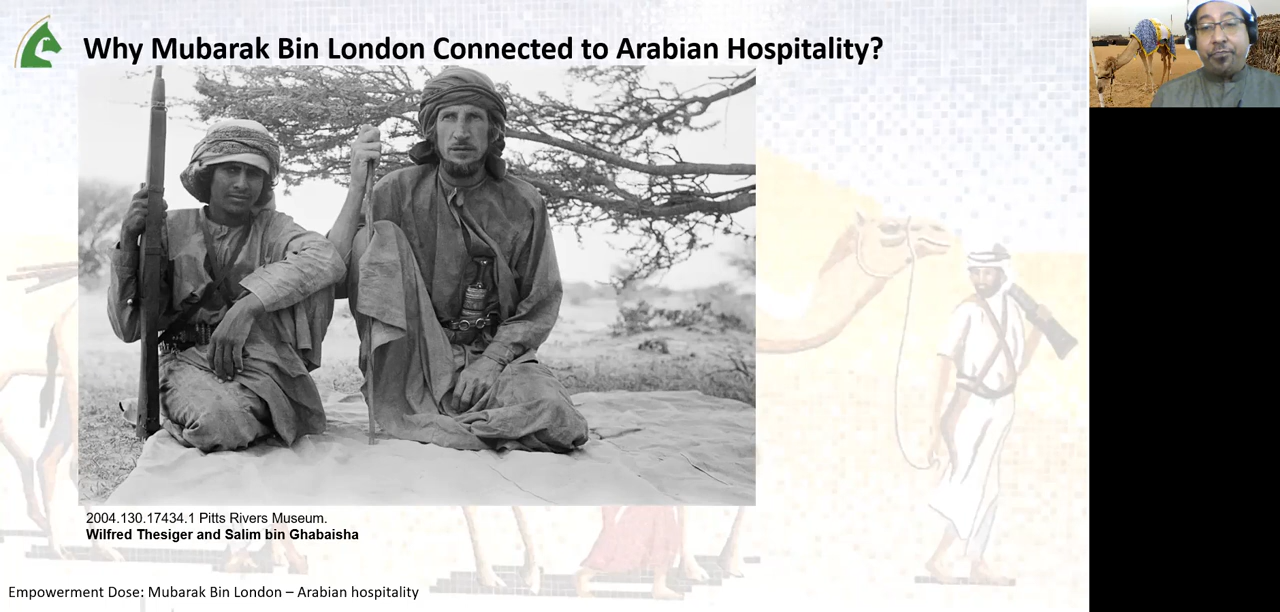 Why Mubarak Bin London Connected to Arabian Hospitality?
2004.130.17434.1 Pitts Rivers Museum.
Wilfred Thesiger and Salim bin Ghabaisha
Empowerment Dose: Mubarak Bin London – Arabian hospitality